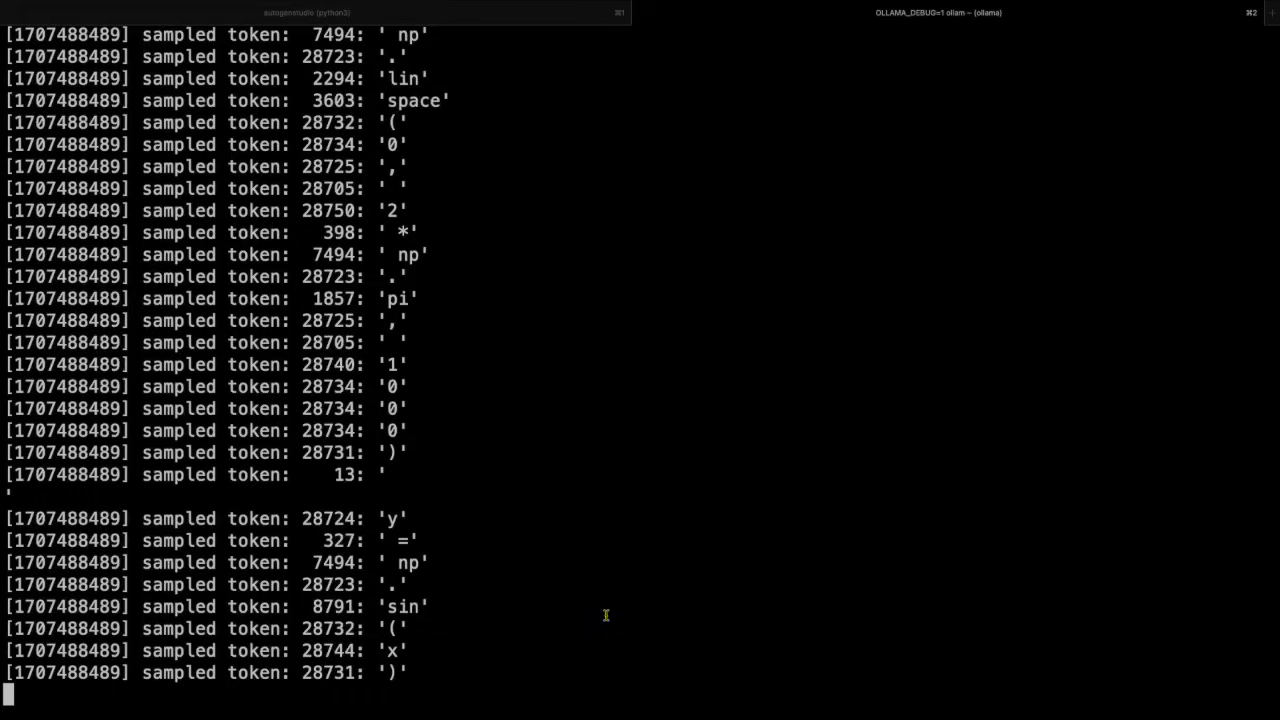 autogenstudio (python3) ⌘1 OLLAMA_DEBUG=1 ollam – (ollama) ⌘2 +
[1707488489] sampled token:  7494: ' np'
[1707488489] sampled token: 28723: '.'
[1707488489] sampled token:  2294: 'lin'
[1707488489] sampled token:  3603: 'space'
[1707488489] sampled token: 28732: '('
[1707488489] sampled token: 28734: '0'
[1707488489] sampled token: 28725: ','
[1707488489] sampled token: 28705: ' '
[1707488489] sampled token: 28750: '2'
[1707488489] sampled token:   398: ' *'
[1707488489] sampled token:  7494: ' np'
[1707488489] sampled token: 28723: '.'
[1707488489] sampled token:  1857: 'pi'
[1707488489] sampled token: 28725: ','
[1707488489] sampled token: 28705: ' '
[1707488489] sampled token: 28740: '1'
[1707488489] sampled token: 28734: '0'
[1707488489] sampled token: 28734: '0'
[1707488489] sampled token: 28734: '0'
[1707488489] sampled token: 28731: ')'
[1707488489] sampled token:    13: '
'
[1707488489] sampled token: 28724: 'y'
[1707488489] sampled token:   327: ' ='
[1707488489] sampled token:  7494: ' np'
[1707488489] sampled token: 28723: '.'
[1707488489] sampled token:  8791: 'sin'
[1707488489] sampled token: 28732: '('
[1707488489] sampled token: 28744: 'x'
[1707488489] sampled token: 28731: ')'